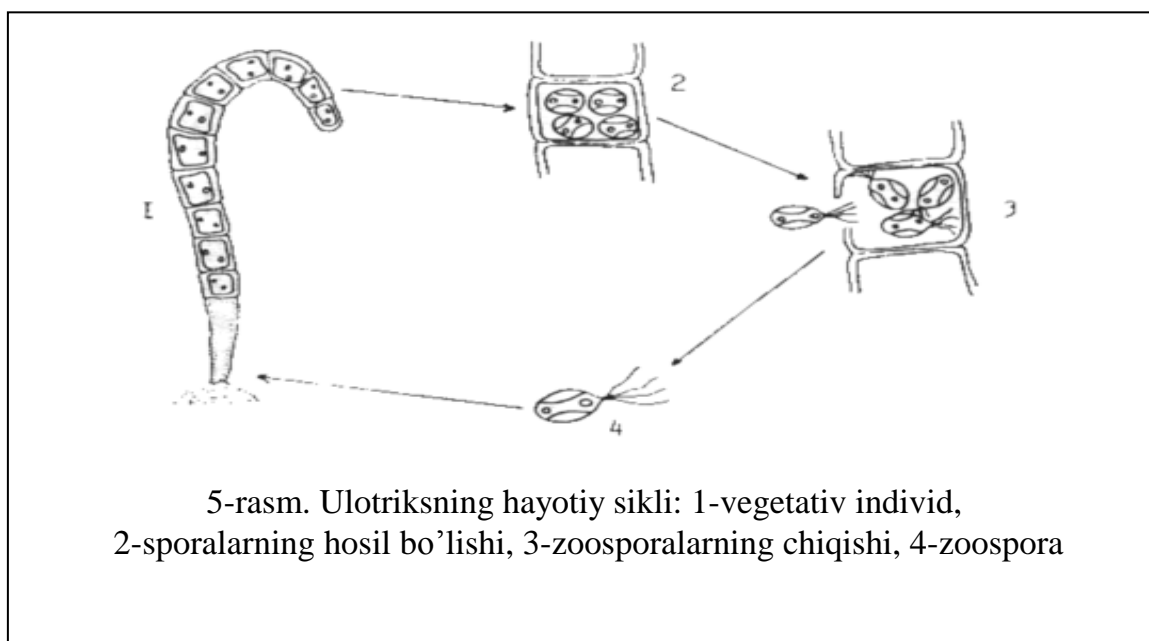 2
I
3
4
5-rasm. Ulotriksning hayotiy sikli: 1-vegetativ individ,
2-sporalarning hosil bo’lishi, 3-zoosporalarning chiqishi, 4-zoospora